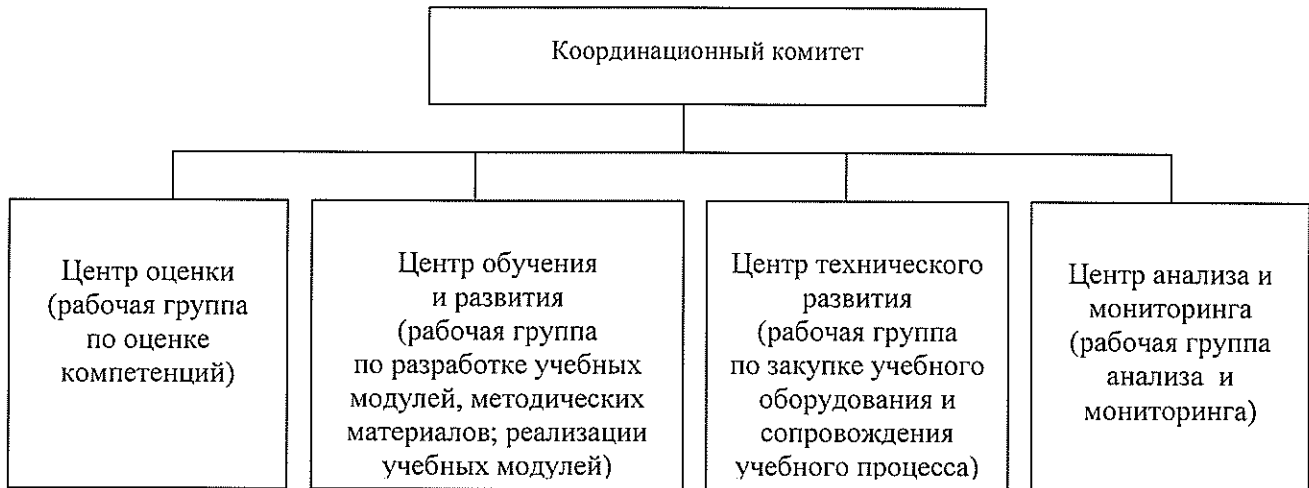 Координационный комитет
Центр оценки
(рабочая группа
по оценке
компетенций)
Центр обучения
и развития
(рабочая группа
по разработке учебных
модулей, методических
материалов; реализации
учебных модулей)
Центр технического
развития
(рабочая группа
по закупке учебного
оборудования и
сопровождения
учебного процесса)
Центр анализа и
мониторинга
(рабочая группа
анализа и
мониторинга)